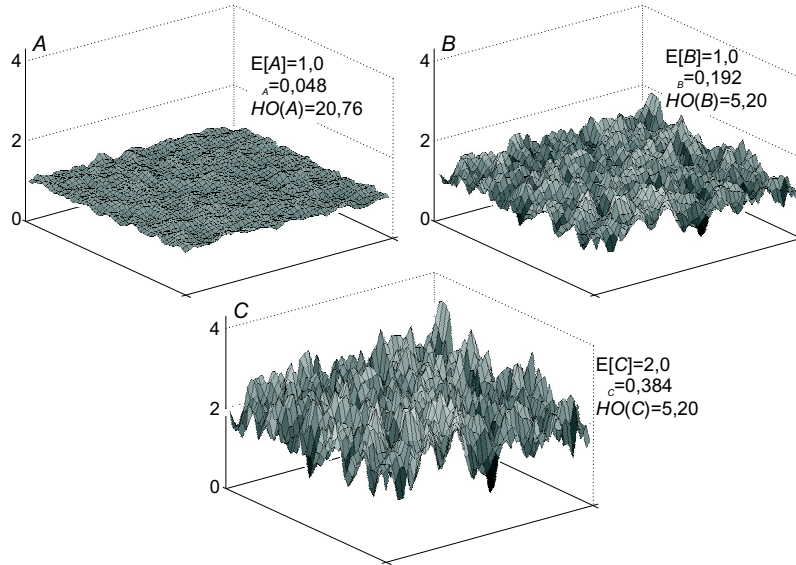 A
4
2
0
E[A]=1,0
A=0,048
HO(A)=20,76
B
4
2
0
E[B]=1,0
B=0,192
HO(B)=5,20
C
4
2
0
E[C]=2,0
C=0,384
HO(C)=5,20